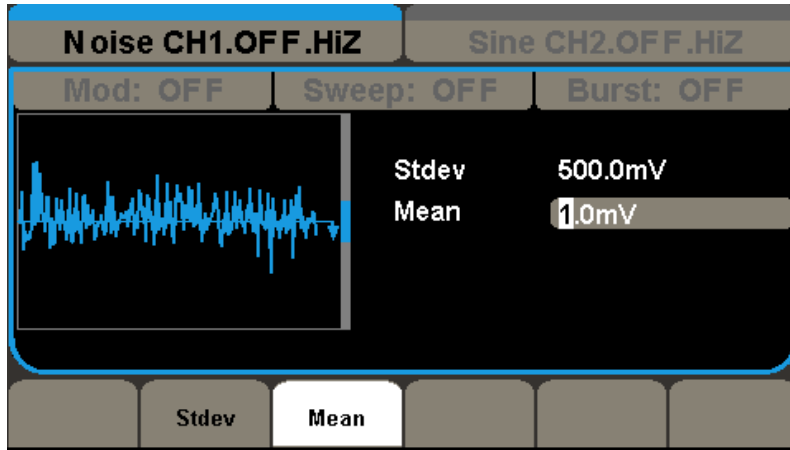 Noise CH1.OFF.HiZ
Sine CH2.OFF.HiZ
Mod: OFF
Sweep: OFF
Burst: OFF
Stdev 500.0mV
Mean 1.0mV
Stdev
Mean